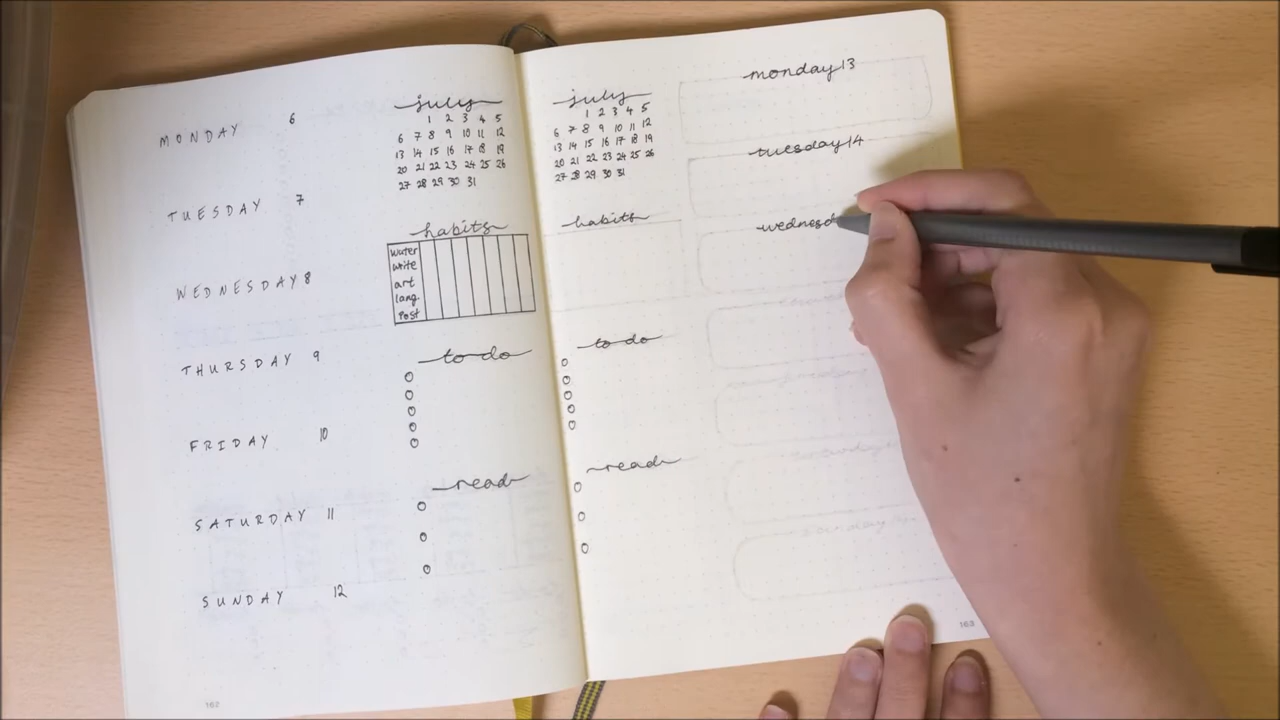 MONDAY 6
TUESDAY 7
WEDNESDAY 8
THURSDAY 9
FRIDAY 10
SATURDAY 11
SUNDAY 12
july
1 2 3 4 5
6 7 8 9 10 11 12
13 14 15 16 17 18 19
20 21 22 23 24 25 26
27 28 29 30 31
habits
Water
write
art
lang.
Post
to do
read
162
july
1 2 3 4 5
6 7 8 9 10 11 12
13 14 15 16 17 18 19
20 21 22 23 24 25 26
27 28 29 30 31
habits
to do
read
monday 13
tuesday 14
wednesd
163